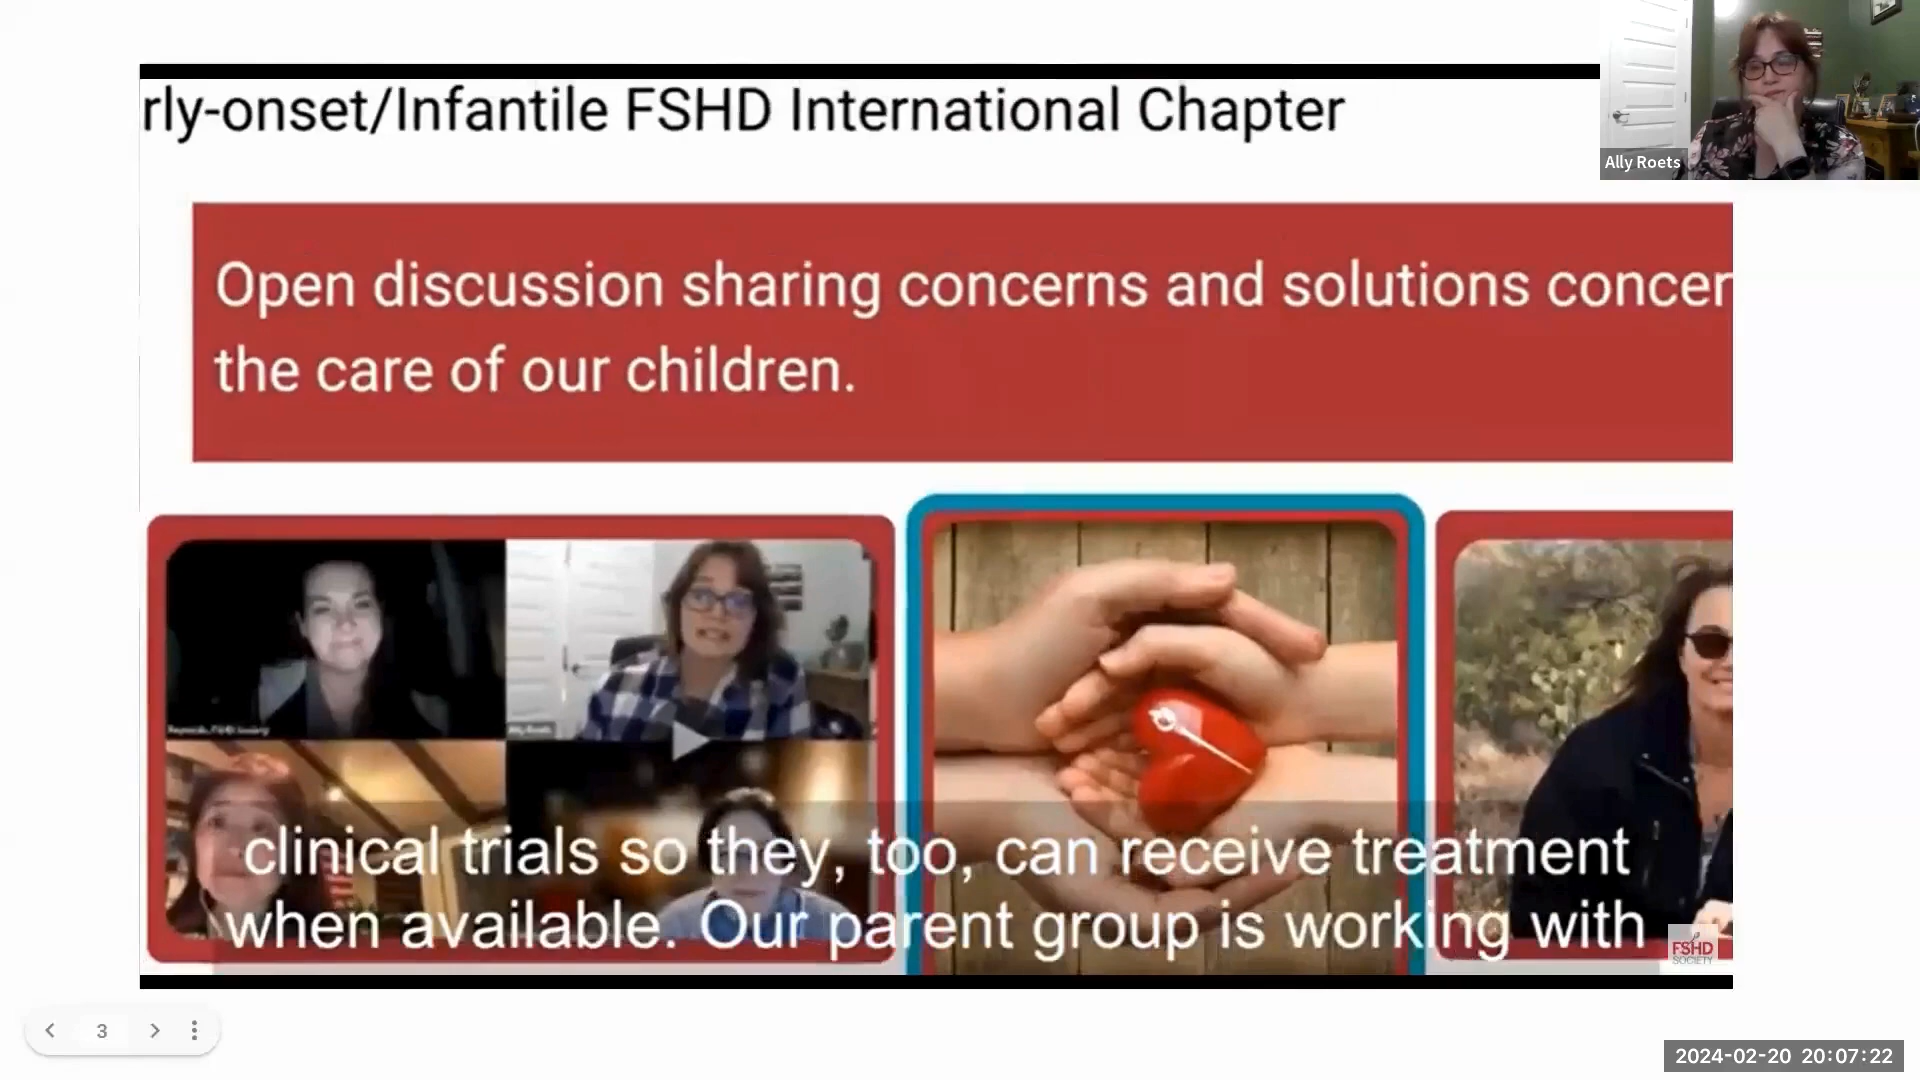 rly-onset/Infantile FSHD International Chapter
Ally Roets
Open discussion sharing concerns and solutions concer
the care of our children.
clinical trials so they, too, can receive treatment
when available. Our parent group is working with
FSHD
SOCIETY
3
2024-02-20 20:07:22